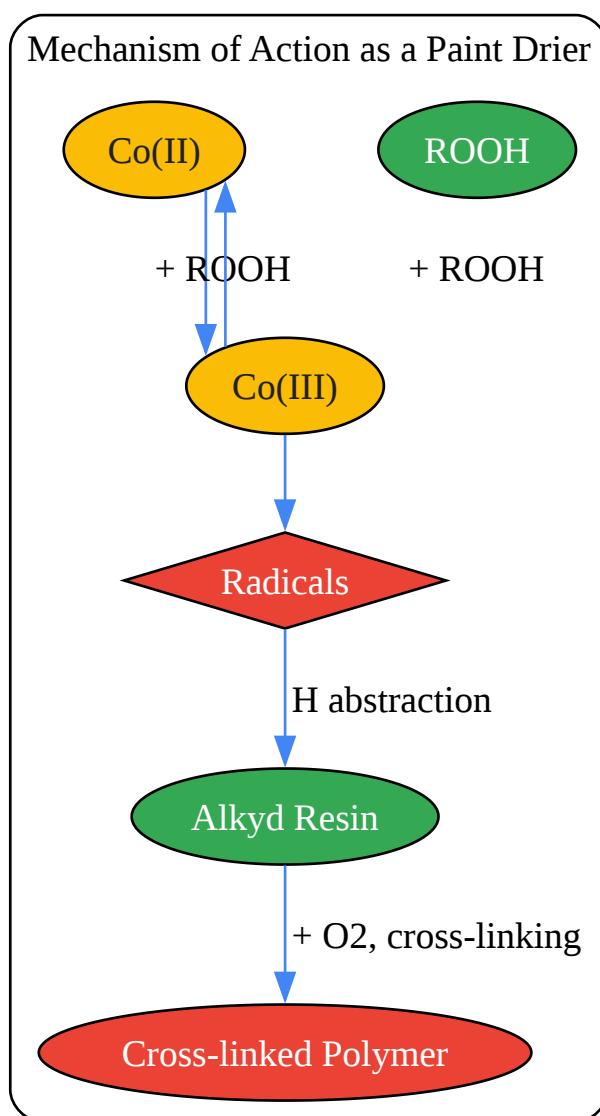 Mechanism of Action as a Paint Drier
Co(II)
ROOH
+ ROOH
+ ROOH
Co(III)
Radicals
H abstraction
Alkyd Resin
+ O2, cross-linking
Cross-linked Polymer